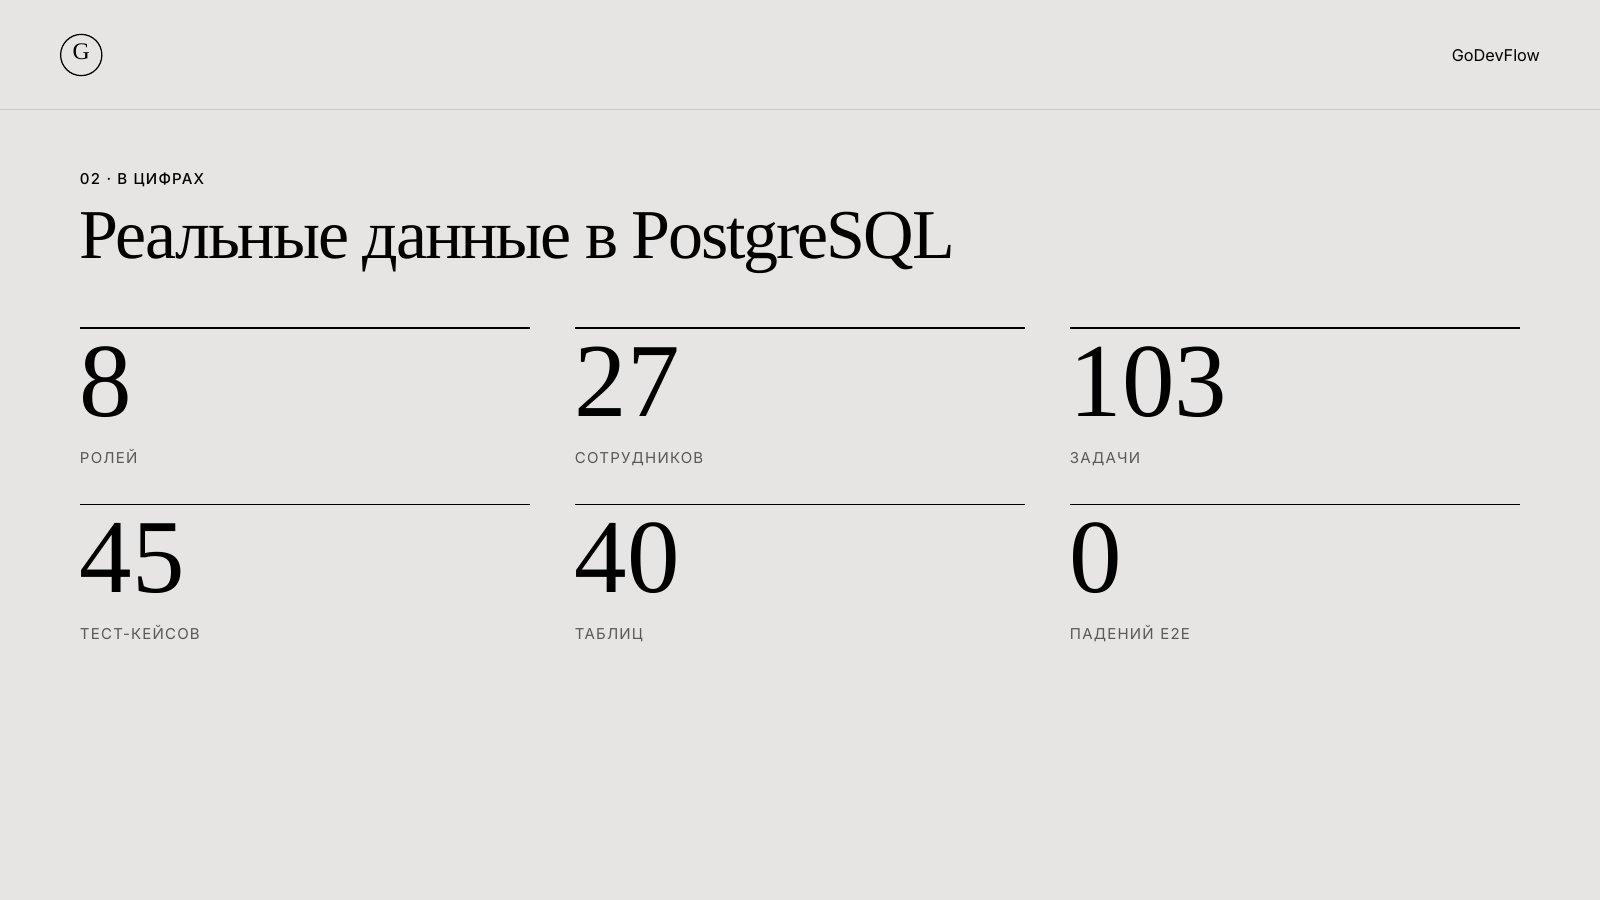 G
GoDevFlow
02 · В ЦИФРАХ
Реальные данные в PostgreSQL
8
27
103
РОЛЕЙ
СОТРУДНИКОВ
ЗАДАЧИ
45
40
0
ТЕСТ-КЕЙСОВ
ТАБЛИЦ
ПАДЕНИЙ E2E